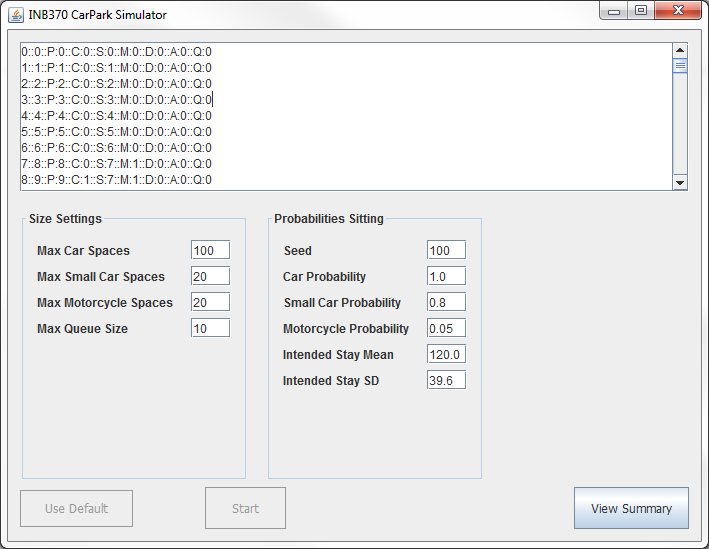 INB370 CarPark Simulator
0::0::P:0::C:0::S:0::M:0::D:0::A:0::Q:0
1::1::P:1::C:0::S:1::M:0::D:0::A:0::Q:0
2::2::P:2::C:0::S:2::M:0::D:0::A:0::Q:0
3::3::P:3::C:0::S:3::M:0::D:0::A:0::Q:0
4::4::P:4::C:0::S:4::M:0::D:0::A:0::Q:0
5::5::P:5::C:0::S:5::M:0::D:0::A:0::Q:0
6::6::P:6::C:0::S:6::M:0::D:0::A:0::Q:0
7::8::P:8::C:0::S:7::M:1::D:0::A:0::Q:0
8::9::P:9::C:1::S:7::M:1::D:0::A:0::Q:0
Size Settings
Max Car Spaces 100
Max Small Car Spaces 20
Max Motorcycle Spaces 20
Max Queue Size 10
Probabilities Sitting
Seed 100
Car Probability 1.0
Small Car Probability 0.8
Motorcycle Probability 0.05
Intended Stay Mean 120.0
Intended Stay SD 39.6
Use Default
Start
View Summary